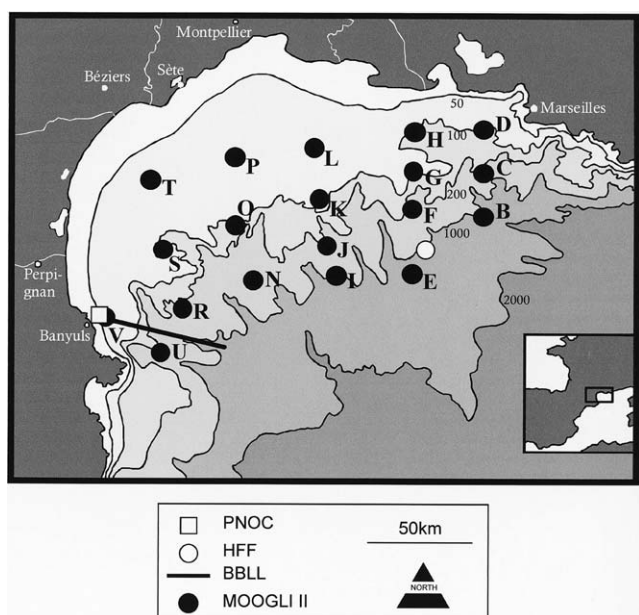 Montpellier
Béziers
Sète
50
Marseilles
H
100
D
L
P
G
C
T
200
K
F
B
O
1000
J
S
Perpi-
gnan
N
I
E
2000
R
Banyuls
V
U
PNOC
HFF
BBLL
MOOGLI II
50km
NORTH